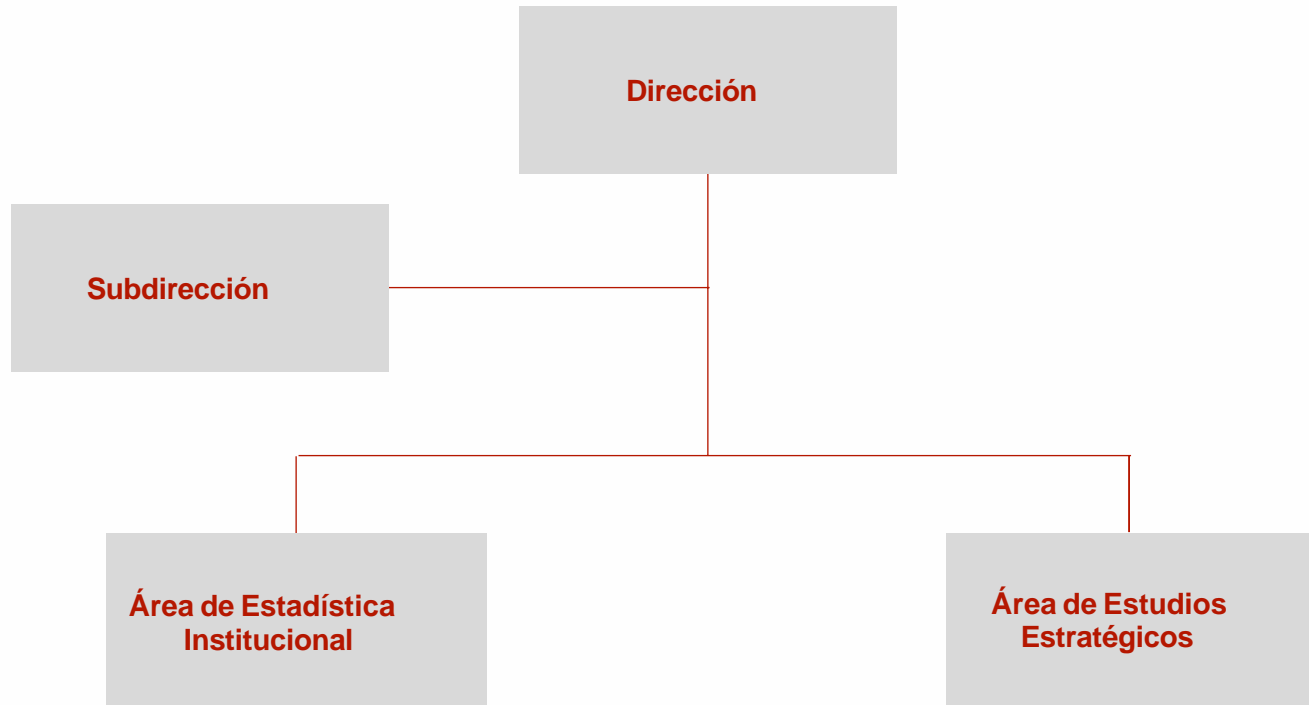 Dirección
Subdirección
Área de Estadística
Institucional
Área de Estudios
Estratégicos